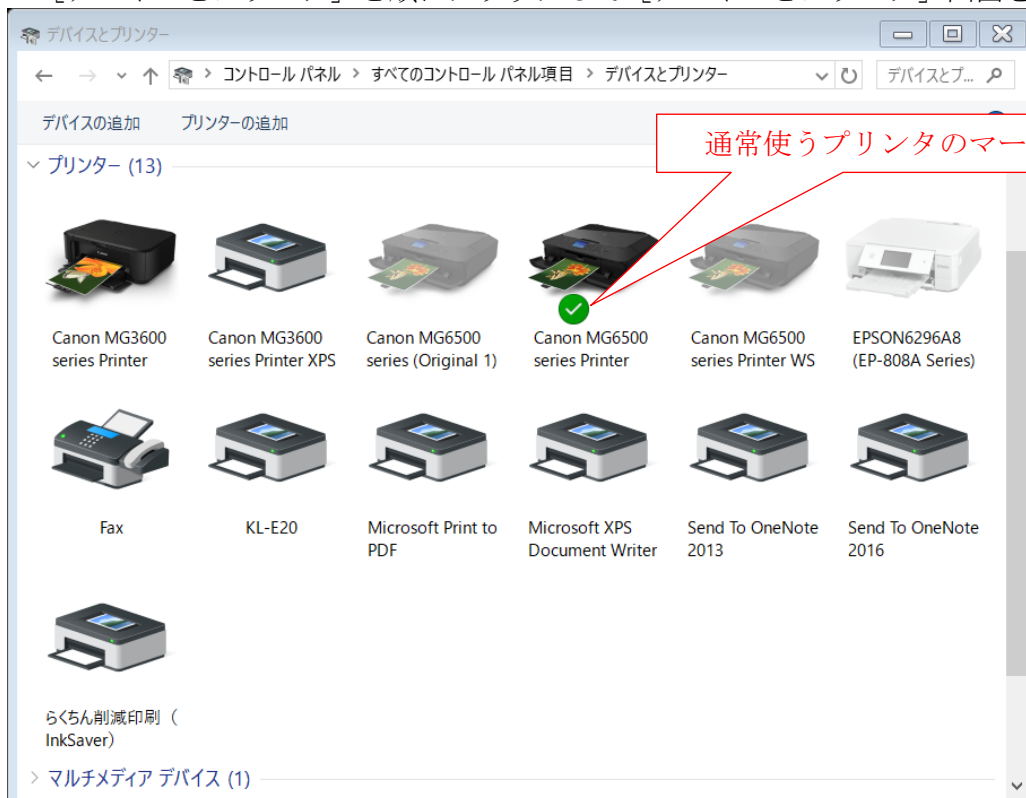 デバイスとプリンター
コントロール パネル > すべてのコントロール パネル項目 > デバイスとプリンター
デバイスとプ...
デバイスの追加 プリンターの追加
通常使うプリンタのマー
プリンター (13)
Canon MG3600
series Printer
Canon MG3600
series Printer XPS
Canon MG6500
series (Original 1)
Canon MG6500
series Printer
Canon MG6500
series Printer WS
EPSON6296A8
(EP-808A Series)
Fax
KL-E20
Microsoft Print to
PDF
Microsoft XPS
Document Writer
Send To OneNote
2013
Send To OneNote
2016
らくちん削減印刷（
InkSaver）
マルチメディア デバイス (1)